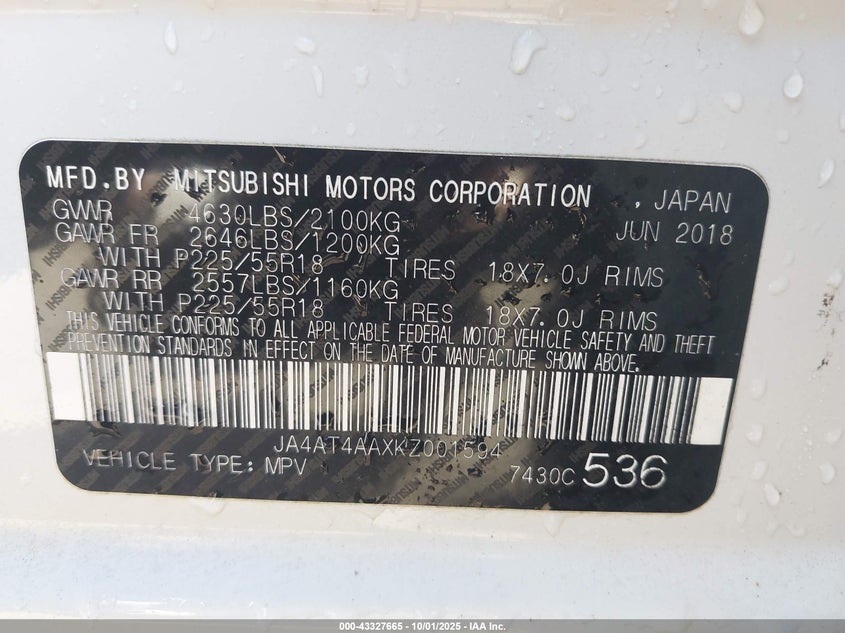 MFD.BY MITSUBISHI MOTORS CORPORATION , JAPAN
GVWR 4630LBS/2100KG JUN 2018
GAWR FR 2646LBS/1200KG
WITH P225/55R18 TIRES 18X7.0J RIMS
GAWR RR 2557LBS/1160KG
WITH P225/55R18 TIRES 18X7.0J RIMS
THIS VEHICLE CONFORMS TO ALL APPLICABLE FEDERAL MOTOR VEHICLE SAFETY AND THEFT
PREVENTION STANDARDS IN EFFECT ON THE DATE OF MANUFACTURE SHOWN ABOVE.
JA4AT4AAXKZ001594
VEHICLE TYPE: MPV 7430C 536
000-43327665 - 10/01/2025 - IAA Inc.